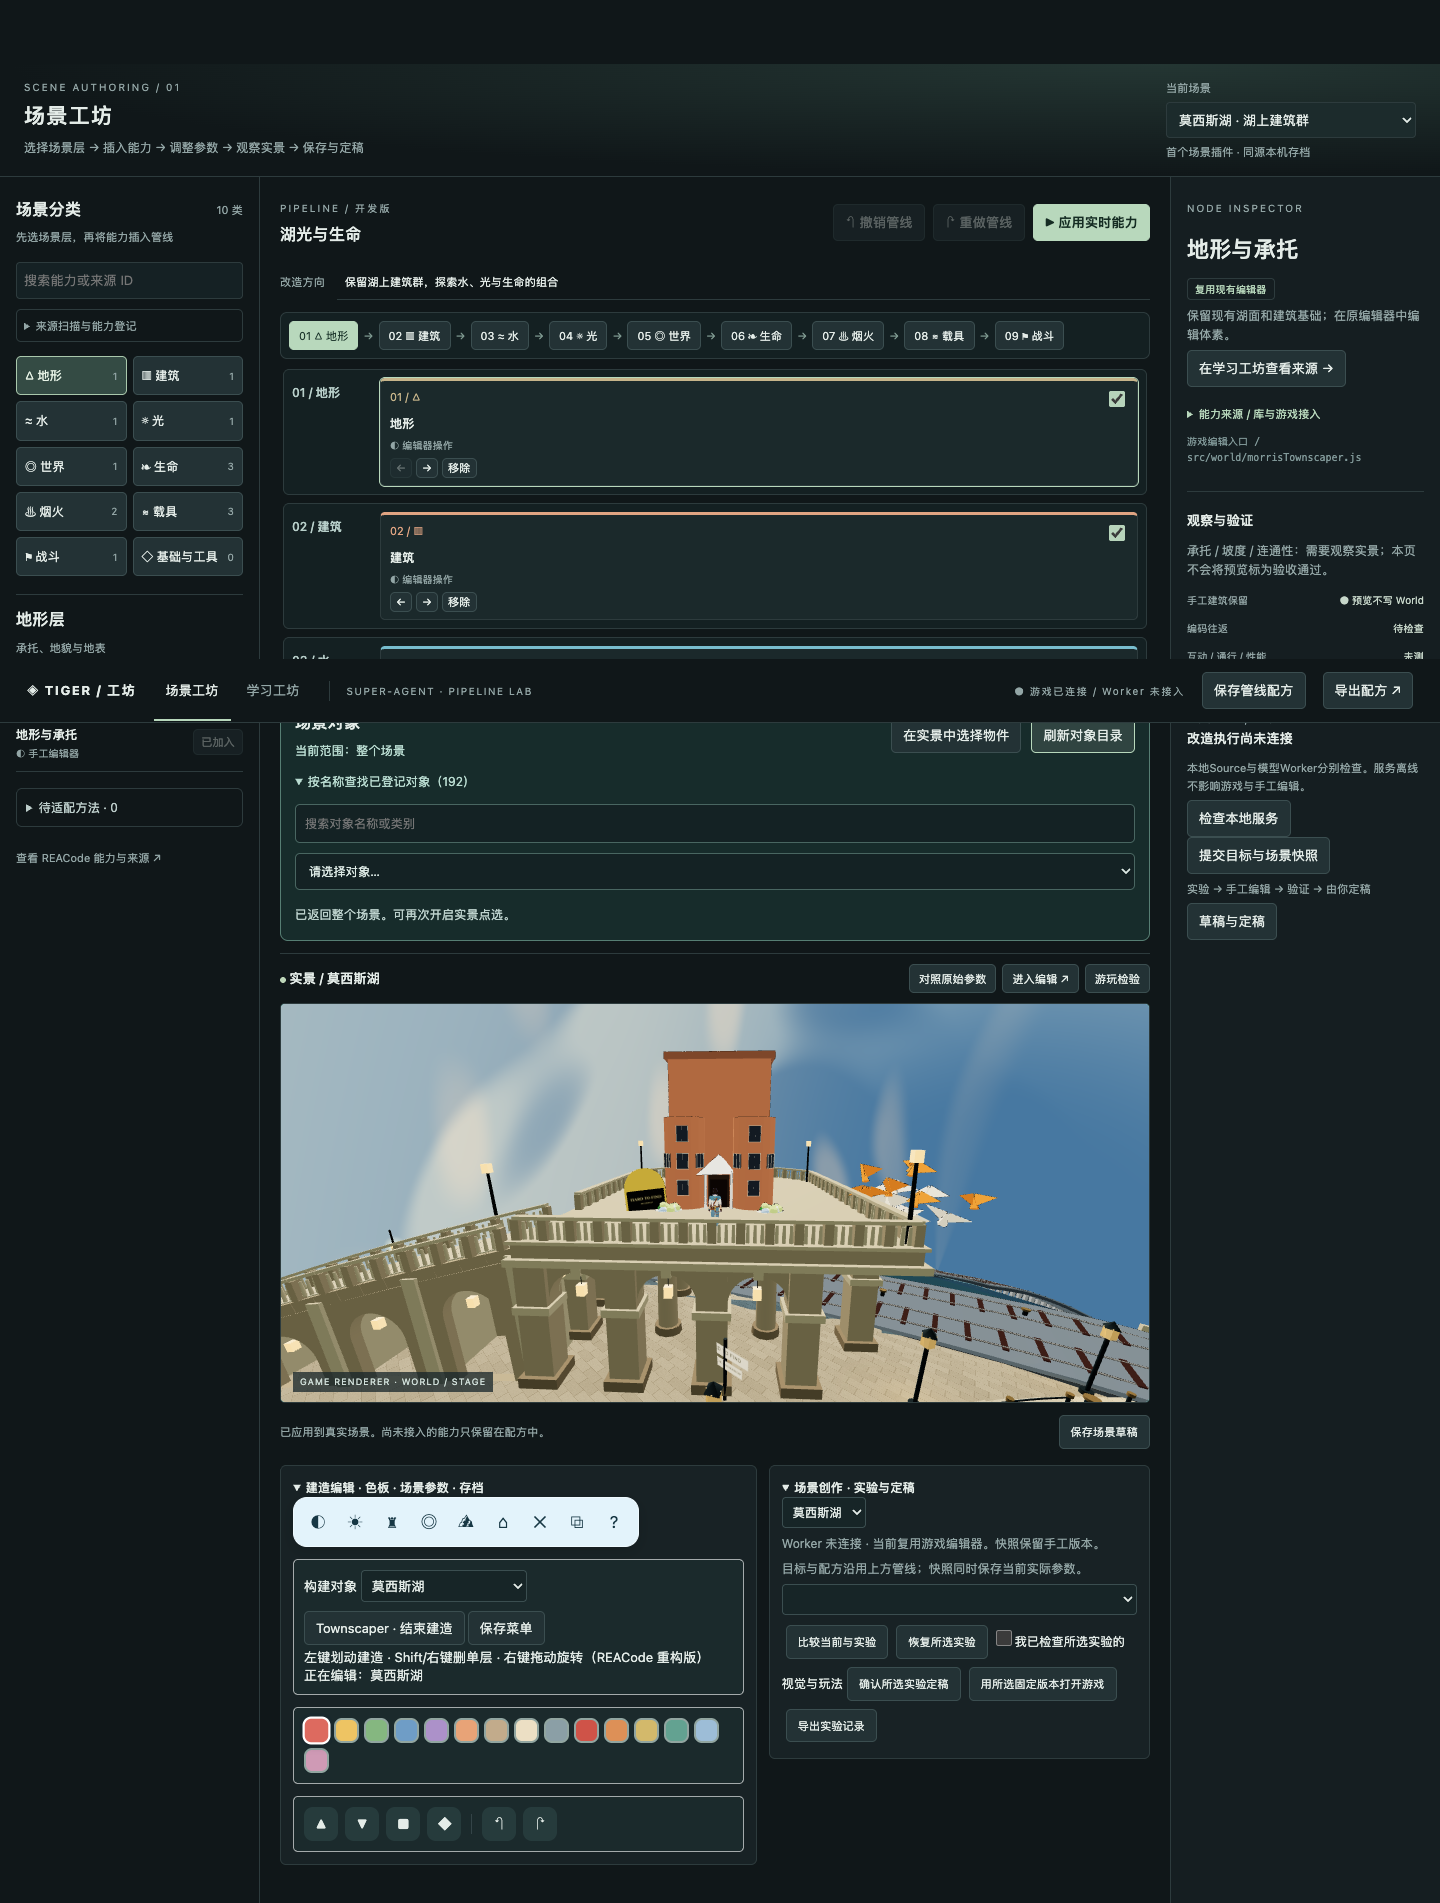 SCENE AUTHORING / 01
场景工坊
选择场景层 → 插入能力 → 调整参数 → 观察实景 → 保存与定稿
当前场景
莫西斯湖 · 湖上建筑群
首个场景插件 · 同源本机存档
场景分类
10 类
先选场景层，再将能力插入管线
搜索能力或来源 ID
▶ 来源扫描与能力登记
地形 1
建筑 1
≈ 水 1
光 1
◎ 世界 1
生命 3
♨ 烟火 2
载具 3
⚑ 战斗 1
◇ 基础与工具 0
地形层
承托、地貌与地表
PIPELINE / 开发版
湖光与生命
撤销管线
重做管线
▶ 应用实时能力
改造方向
保留湖上建筑群，探索水、光与生命的组合
01 △ 地形 → 02 ▥ 建筑 → 03 ≈ 水 → 04 ☀ 光 → 05 ◎ 世界 → 06 ❧ 生命 → 07 ♨ 烟火 → 08 ≈ 载具 → 09 ⚑ 战斗
01 / 地形
01 / △
地形
◐ 编辑器操作
← → 移除
02 / 建筑
02 / ▥
建筑
◐ 编辑器操作
← → 移除
NODE INSPECTOR
地形与承托
复用现有编辑器
保留现有湖面和建筑基础；在原编辑器中编
辑体素。
在学习工坊查看来源 →
▶ 能力来源 / 库与游戏接入
游戏编辑入口 /
src/world/morrisTownscaper.js
观察与验证
承托 / 坡度 / 连通性：需要观察实景；本页
不会将预览标为验收通过。
手工建筑保留
● 预览不写 World
编码往返
待检查
互动 / 通行 / 性能
未测
◈ TIGER / 工坊
场景工坊
学习工坊
SUPER-AGENT · PIPELINE LAB
● 游戏已连接 / Worker 未接入
保存管线配方
导出配方 ↗
地形与承托
◐ 手工编辑器
已加入
▶ 待适配方法 · 0
查看 REACode 能力与来源 ↗
场景对象
当前范围：整个场景
在实景中选择物件
刷新对象目录
▼ 按名称查找已登记对象（192）
搜索对象名称或类别
请选择对象…
已返回整个场景。可再次开启实景点选。
改造执行尚未连接
本地Source与模型Worker分别检查。服务离线
不影响游戏与手工编辑。
检查本地服务
提交目标与场景快照
实验 → 手工编辑 → 验证 → 由你定稿
草稿与定稿
● 实景 / 莫西斯湖
对照原始参数
进入编辑 ↗
游玩检验
GAME RENDERER · WORLD / STAGE
已应用到真实场景。尚未接入的能力只保留在配方中。
保存场景草稿
▼ 建造编辑 · 色板 · 场景参数 · 存档
?
构建对象 莫西斯湖
Townscaper · 结束建造
保存菜单
左键划动建造 · Shift/右键删单层 · 右键拖动旋转（REACode 重构版）
正在编辑：莫西斯湖
▼ 场景创作 · 实验与定稿
莫西斯湖
Worker 未连接 · 当前复用游戏编辑器。快照保留手工版本。
目标与配方沿用上方管线；快照同时保存当前实际参数。
比较当前与实验
恢复所选实验
我已检查所选实验的
视觉与玩法
确认所选实验定稿
用所选固定版本打开游戏
导出实验记录